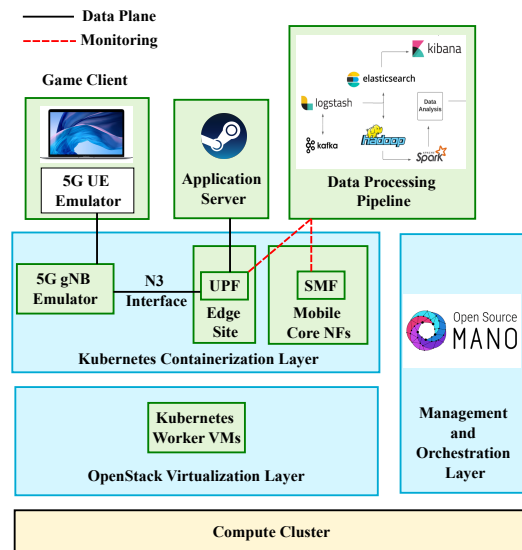 Data Plane
Monitoring
Game Client
5G UE
Emulator
Application
Server
kibana
elasticsearch
logstash
Data
Analysis
kafka
hadoop
APACHE
Spark
Data Processing
Pipeline
5G gNB
Emulator
N3
Interface
UPF
Edge
Site
SMF
Mobile
Core NFs
Kubernetes Containerization Layer
Open Source
MANO
Management
and
Orchestration
Layer
Kubernetes
Worker VMs
OpenStack Virtualization Layer
Compute Cluster